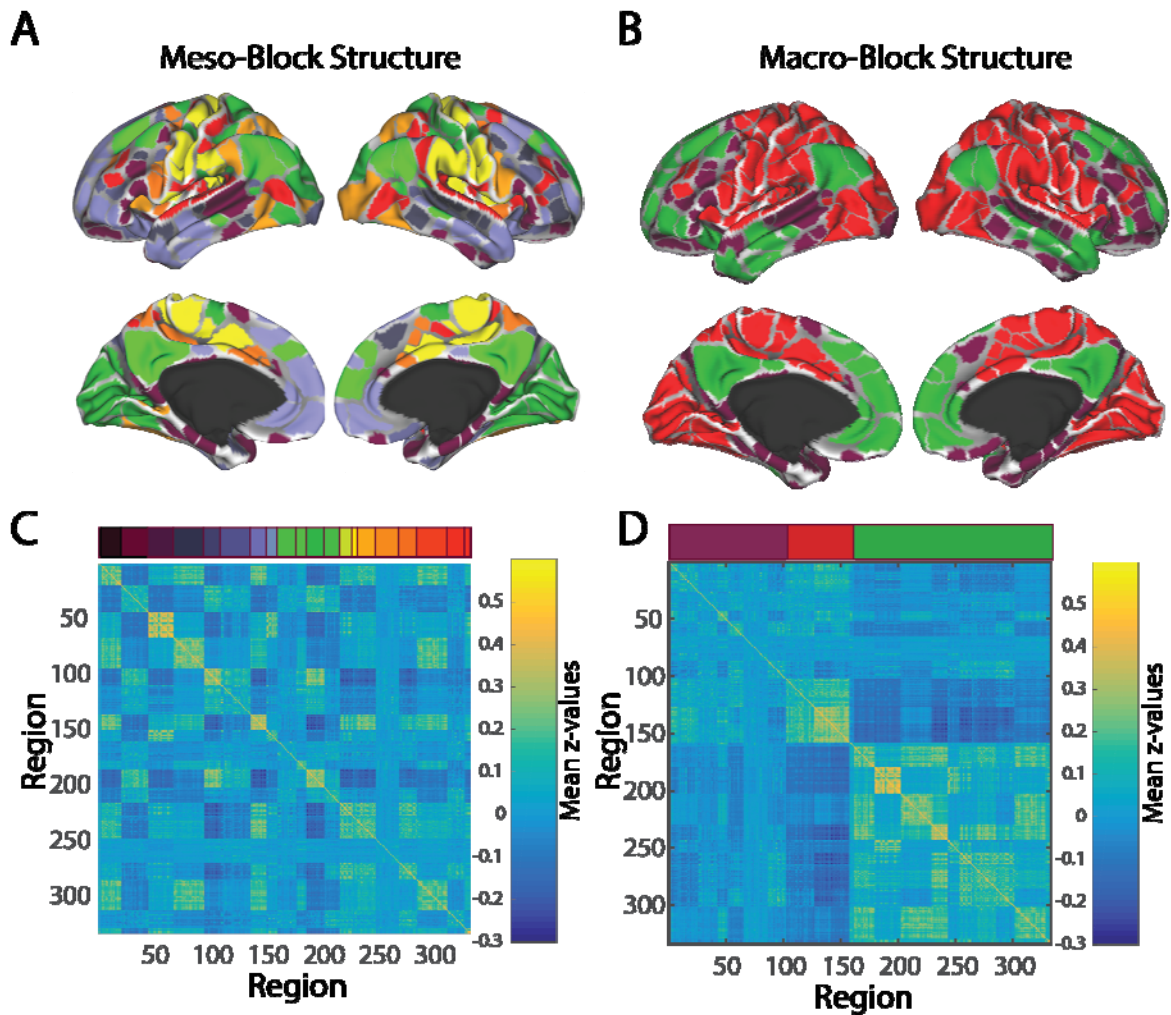 A
Meso-Block Structure
B
Macro-Block Structure
C
50
100
150
200
250
300
Region
50 100 150 200 250 300
Region
0.5
0.4
0.3
0.2
0.1
0
-0.1
-0.2
-0.3
Mean z-values
D
50
100
150
200
250
300
Region
50 100 150 200 250 300
Region
0.5
0.4
0.3
0.2
0.1
0
-0.1
-0.2
-0.3
Mean z-values